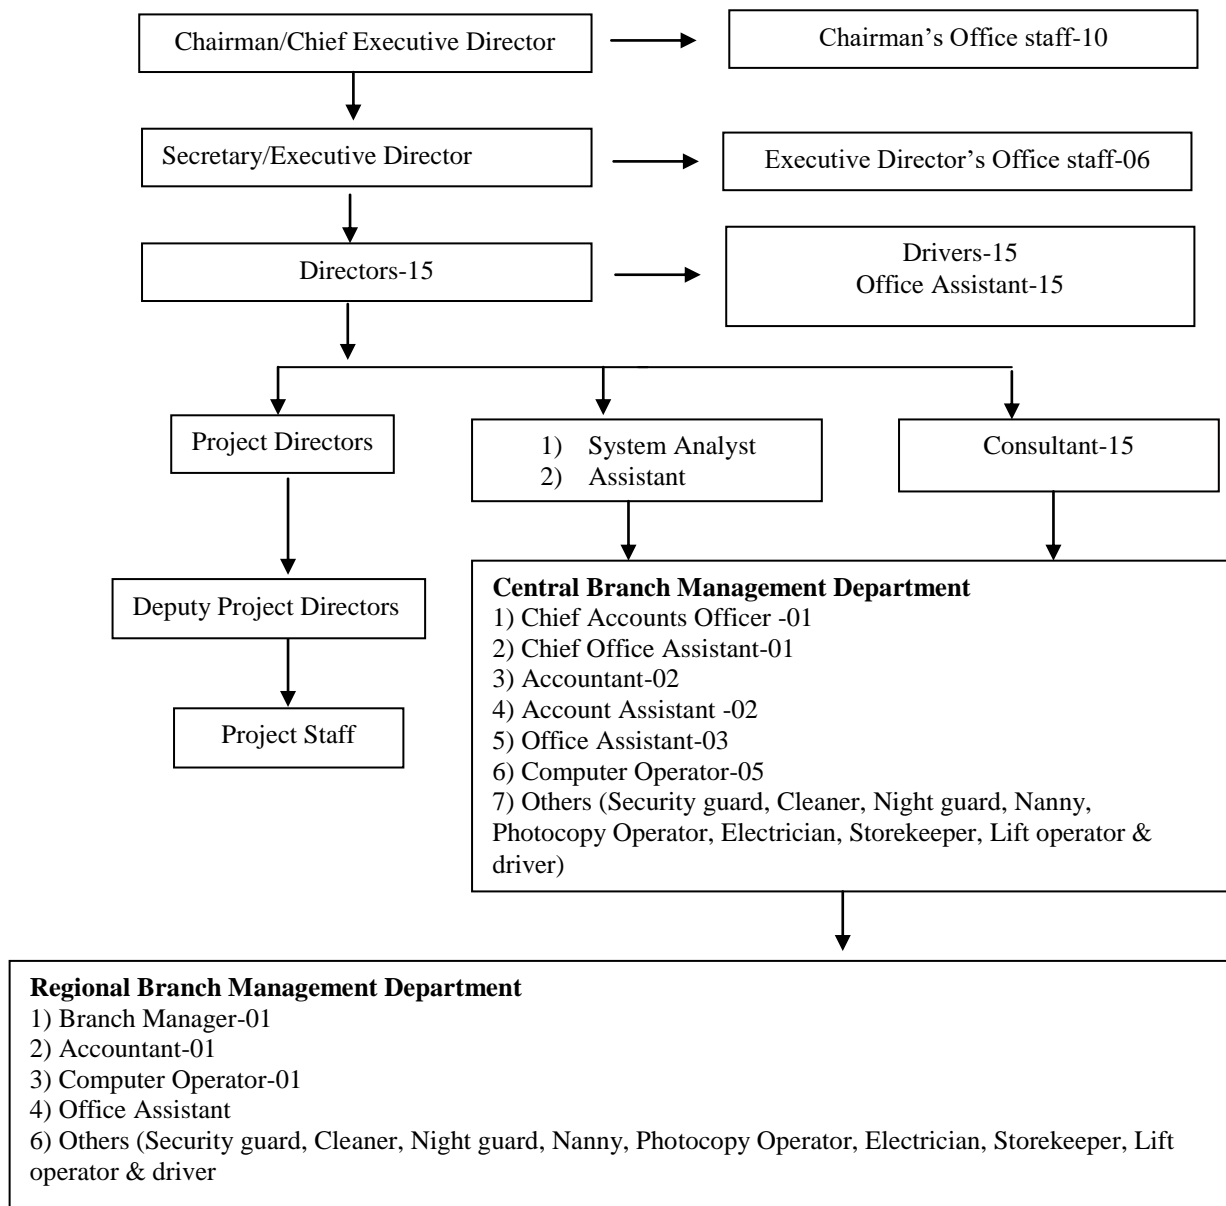 Chairman/Chief Executive Director
Chairman’s Office staff-10
Secretary/Executive Director
Executive Director’s Office staff-06
Directors-15
Drivers-15
Office Assistant-15
Project Directors
1) System Analyst
2) Assistant
Consultant-15
Deputy Project Directors
Project Staff
Central Branch Management Department
1) Chief Accounts Officer -01
2) Chief Office Assistant-01
3) Accountant-02
4) Account Assistant -02
5) Office Assistant-03
6) Computer Operator-05
7) Others (Security guard, Cleaner, Night guard, Nanny,
Photocopy Operator, Electrician, Storekeeper, Lift operator &
driver)
Regional Branch Management Department
1) Branch Manager-01
2) Accountant-01
3) Computer Operator-01
4) Office Assistant
6) Others (Security guard, Cleaner, Night guard, Nanny, Photocopy Operator, Electrician, Storekeeper, Lift
operator & driver